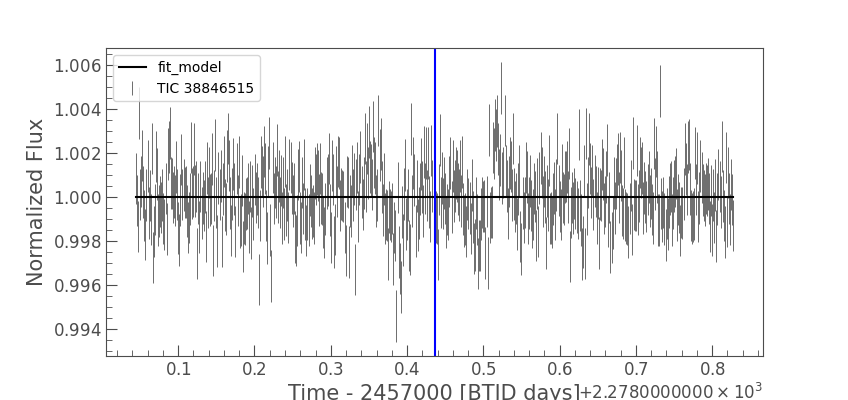 fit_model
TIC 38846515
Normalized Flux
1.006
1.004
1.002
1.000
0.998
0.996
0.994
0.1 0.2 0.3 0.4 0.5 0.6 0.7 0.8
Time - 2457000 [BTJD days]
+2.2780000000 × 10³